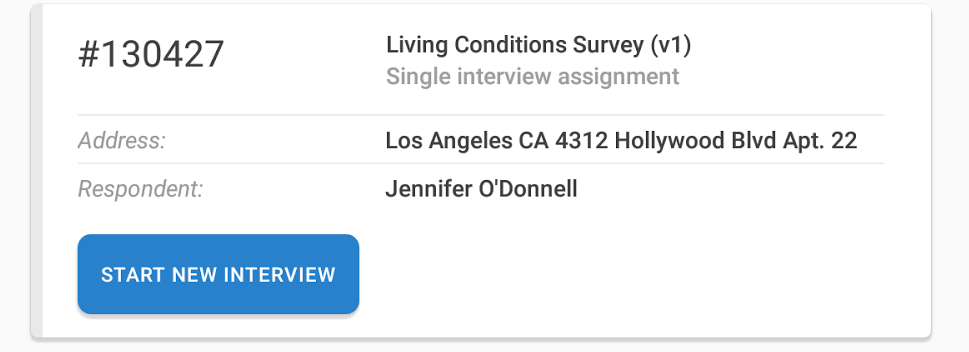 #130427
Living Conditions Survey (v1)
Single interview assignment
Address: Los Angeles CA 4312 Hollywood Blvd Apt. 22
Respondent: Jennifer O'Donnell
START NEW INTERVIEW